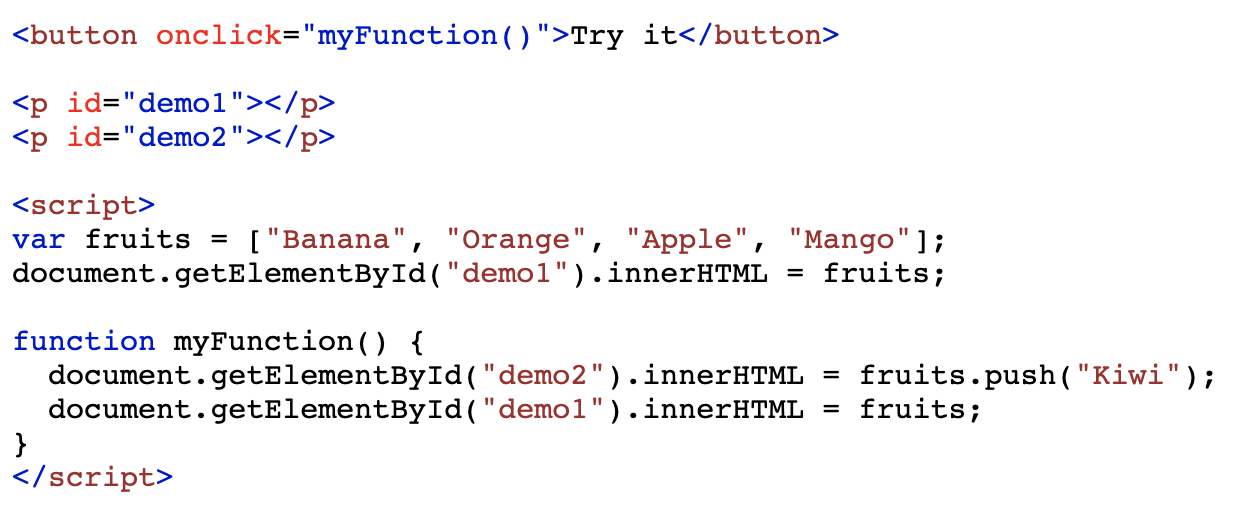 <button onclick="myFunction()">Try it</button>
<p id="demo1"></p>
<p id="demo2"></p>
<script>
var fruits = ["Banana", "Orange", "Apple", "Mango"];
document.getElementById("demo1").innerHTML = fruits;
function myFunction() {
  document.getElementById("demo2").innerHTML = fruits.push("Kiwi");
  document.getElementById("demo1").innerHTML = fruits;
}
</script>